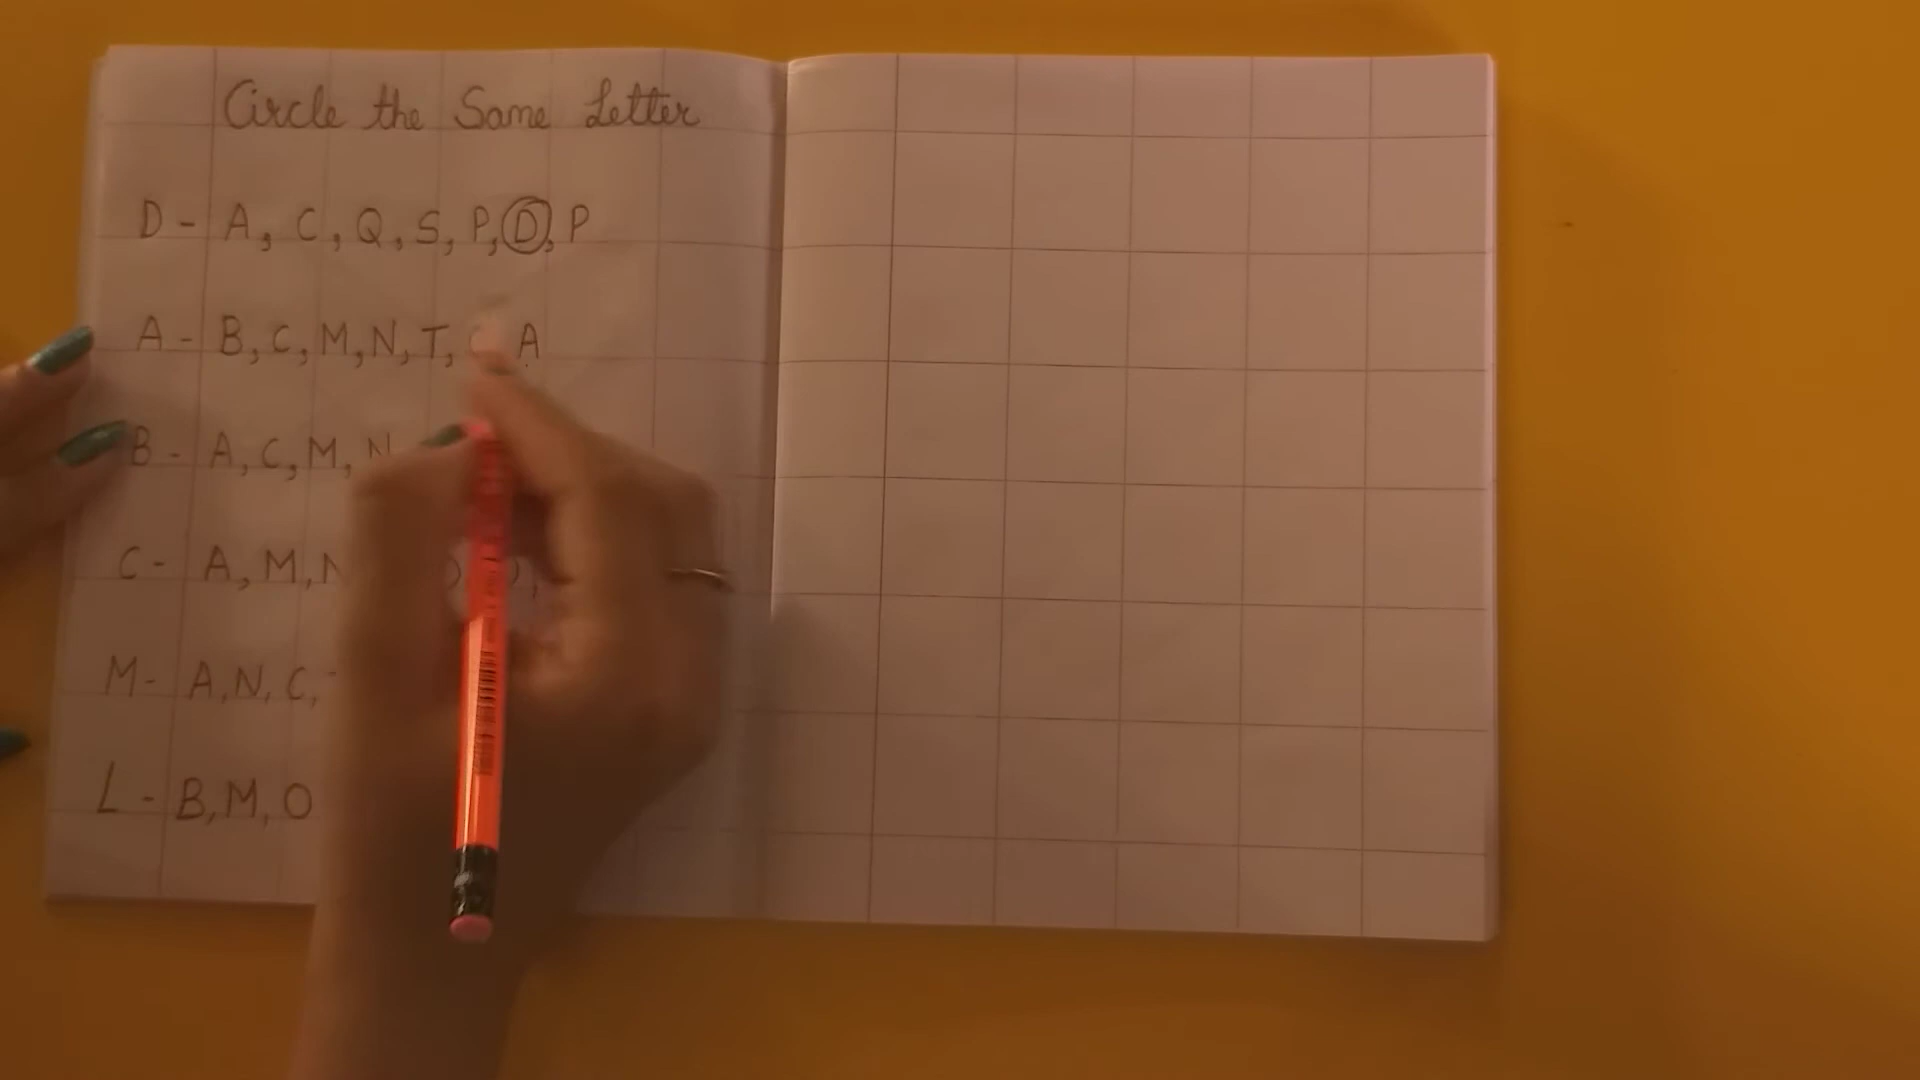 Circle the Same Letter
D - A, C, Q, S, P, D, P
A - B, C, M, N, T, A
B - A, C, M, N
C - A, M, N
M - A, N, C,
L - B, M, O